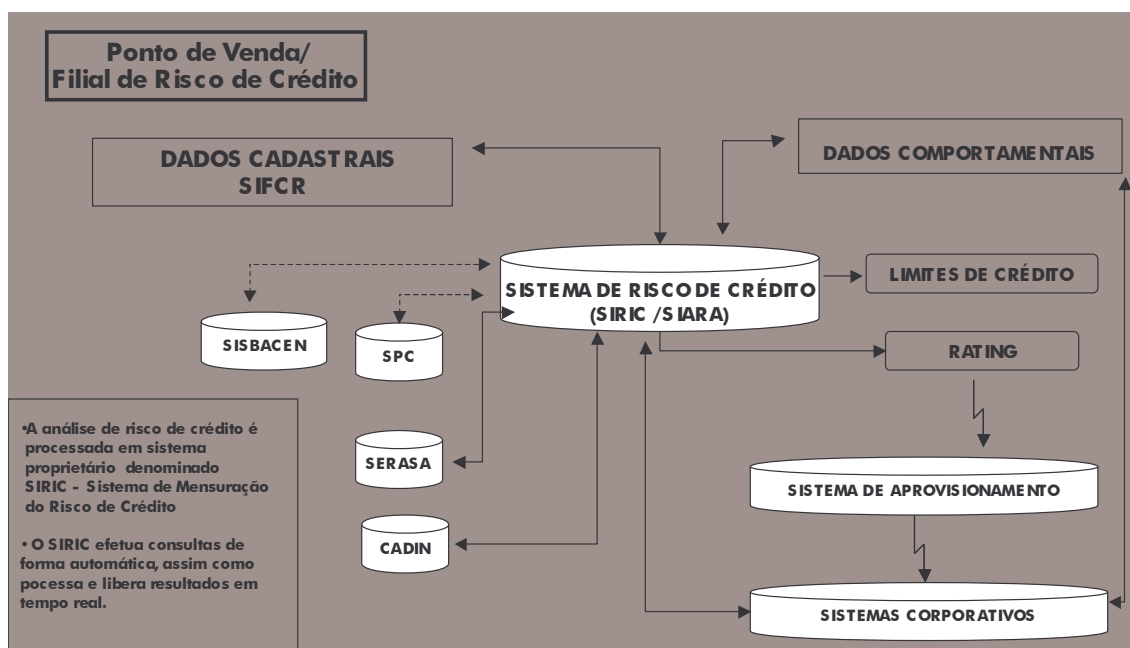 Ponto de Venda/
Filial de Risco de Crédito
DADOS CADASTRAIS
SIFCR
DADOS COMPORTAMENTAIS
SISTEMA DE RISCO DE CRÉDITO
(SIRIC /SIARA)
LIMITES DE CRÉDITO
SISBACEN
SPC
RATING
•A análise de risco de crédito é
processada em sistema
proprietário denominado
SIRIC - Sistema de Mensuração
do Risco de Crédito
• O SIRIC efetua consultas de
forma automática, assim como
pocessa e libera resultados em
tempo real.
SERASA
CADIN
SISTEMA DE APROVISIONAMENTO
SISTEMAS CORPORATIVOS